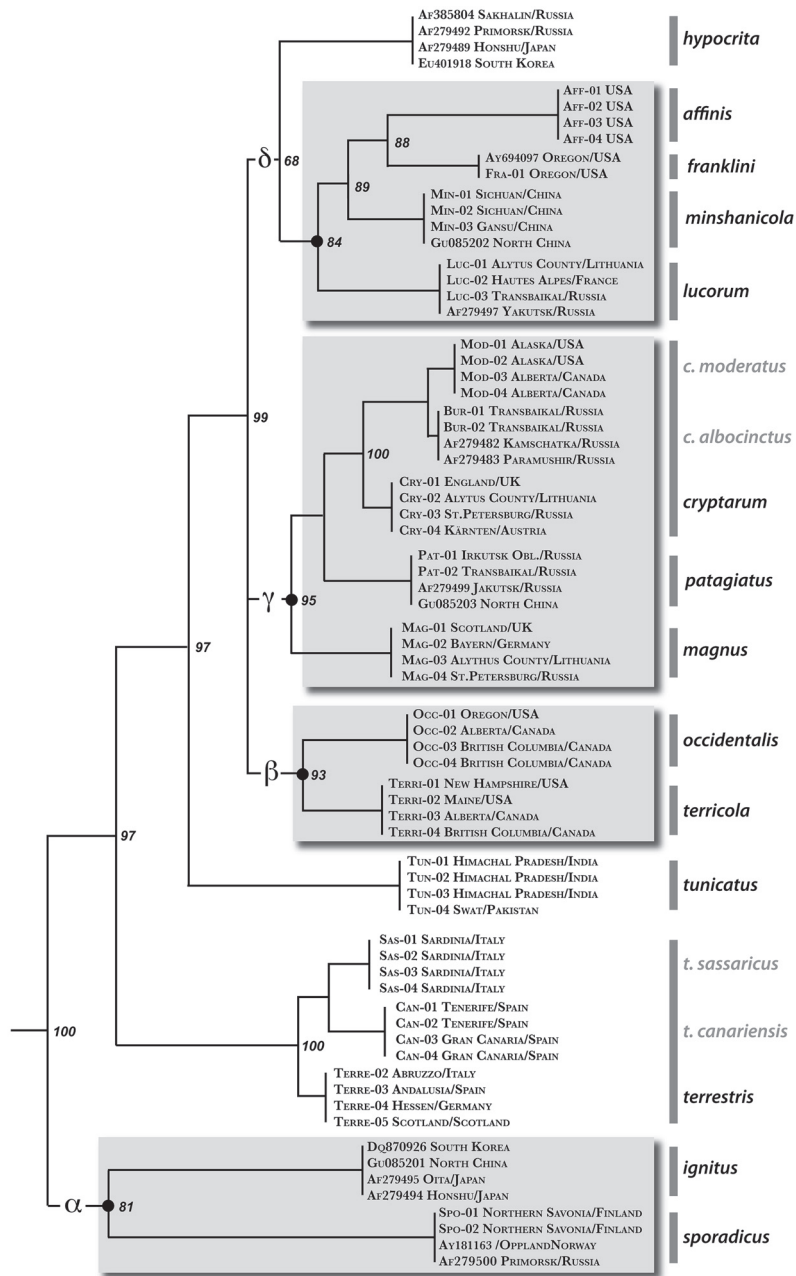 AF385804 SAKHALIN/RUSSIA
AF279492 PRIMORSK/RUSSIA
AF279489 HONSHU/JAPAN
EU401918 SOUTH KOREA
hypocrita
AFF-01 USA
AFF-02 USA
AFF-03 USA
AFF-04 USA
affinis
88
δ
68
AY694097 OREGON/USA
FRA-01 OREGON/USA
franklini
89
MIN-01 SICHUAN/CHINA
MIN-02 SICHUAN/CHINA
MIN-03 GANSU/CHINA
GU085202 NORTH CHINA
minshanicola
84
LUC-01 ALYTUS COUNTY/LITHUANIA
LUC-02 HAUTES ALPES/FRANCE
LUC-03 TRANSBAIKAL/RUSSIA
AF279497 YAKUTSK/RUSSIA
lucorum
MOD-01 ALASKA/USA
MOD-02 ALASKA/USA
MOD-03 ALBERTA/CANADA
MOD-04 ALBERTA/CANADA
c. moderatus
99
BUR-01 TRANSBAIKAL/RUSSIA
BUR-02 TRANSBAIKAL/RUSSIA
AF279482 KAMSCHATKA/RUSSIA
AF279483 PARAMUSHIR/RUSSIA
c. albocinctus
100
CRY-01 ENGLAND/UK
CRY-02 ALYTUS COUNTY/LITHUANIA
CRY-03 ST.PETERSBURG/RUSSIA
CRY-04 KÄRNTEN/AUSTRIA
cryptarum
PAT-01 IRKUTSK OBL./RUSSIA
PAT-02 TRANSBAIKAL/RUSSIA
AF279499 JAKUTSK/RUSSIA
GU085203 NORTH CHINA
patagiatus
γ
95
MAG-01 SCOTLAND/UK
MAG-02 BAYERN/GERMANY
MAG-03 ALYTHUS COUNTY/LITHUANIA
MAG-04 ST.PETERSBURG/RUSSIA
magnus
97
OCC-01 OREGON/USA
OCC-02 ALBERTA/CANADA
OCC-03 BRITISH COLUMBIA/CANADA
OCC-04 BRITISH COLUMBIA/CANADA
occidentalis
β
93
TERRI-01 NEW HAMPSHIRE/USA
TERRI-02 MAINE/USA
TERRI-03 ALBERTA/CANADA
TERRI-04 BRITISH COLUMBIA/CANADA
terricola
97
TUN-01 HIMACHAL PRADESH/INDIA
TUN-02 HIMACHAL PRADESH/INDIA
TUN-03 HIMACHAL PRADESH/INDIA
TUN-04 SWAT/PAKISTAN
tunicatus
SAS-01 SARDINIA/ITALY
SAS-02 SARDINIA/ITALY
SAS-03 SARDINIA/ITALY
SAS-04 SARDINIA/ITALY
t. sassaricus
100
CAN-01 TENERIFE/SPAIN
CAN-02 TENERIFE/SPAIN
CAN-03 GRAN CANARIA/SPAIN
CAN-04 GRAN CANARIA/SPAIN
t. canariensis
100
TERRE-02 ABRUZZO/ITALY
TERRE-03 ANDALUSIA/SPAIN
TERRE-04 HESSEN/GERMANY
TERRE-05 SCOTLAND/SCOTLAND
terrestris
DQ870926 SOUTH KOREA
GU085201 NORTH CHINA
AF279495 OITA/JAPAN
AF279494 HONSHU/JAPAN
ignitus
α
81
SPO-01 NORTHERN SAVONIA/FINLAND
SPO-02 NORTHERN SAVONIA/FINLAND
AY181163 /OPPLANDNORWAY
AF279500 PRIMORSK/RUSSIA
sporadicus